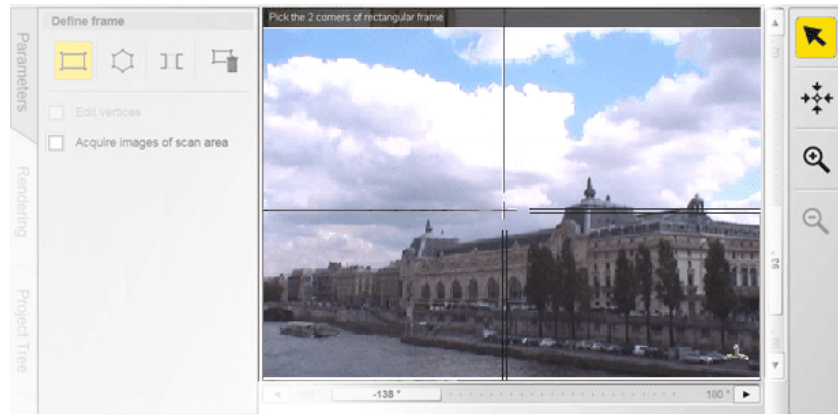 Define frame
Pick the 2 corners of rectangular frame
Parameters
Edit vertices
Acquire images of scan area
Rendering
Project Tree
-138 °
180 °